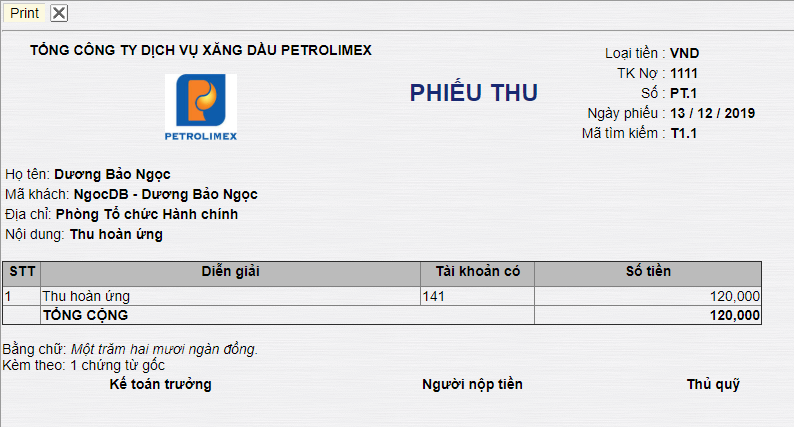 Print
TỔNG CÔNG TY DỊCH VỤ XĂNG DẦU PETROLIMEX
PETROLIMEX
PHIẾU THU
Loại tiền : VND
TK Nợ : 1111
Số : PT.1
Ngày phiếu : 13 / 12 / 2019
Mã tìm kiếm : T1.1
Họ tên: Dương Bảo Ngọc
Mã khách: NgocDB - Dương Bảo Ngọc
Địa chỉ: Phòng Tổ chức Hành chính
Nội dung: Thu hoàn ứng
STT Diễn giải Tài khoản có Số tiền
1 Thu hoàn ứng 141 120,000
TỔNG CỘNG 120,000
Bằng chữ: Một trăm hai mươi ngàn đồng.
Kèm theo: 1 chứng từ gốc
Kế toán trưởng Người nộp tiền Thủ quỹ